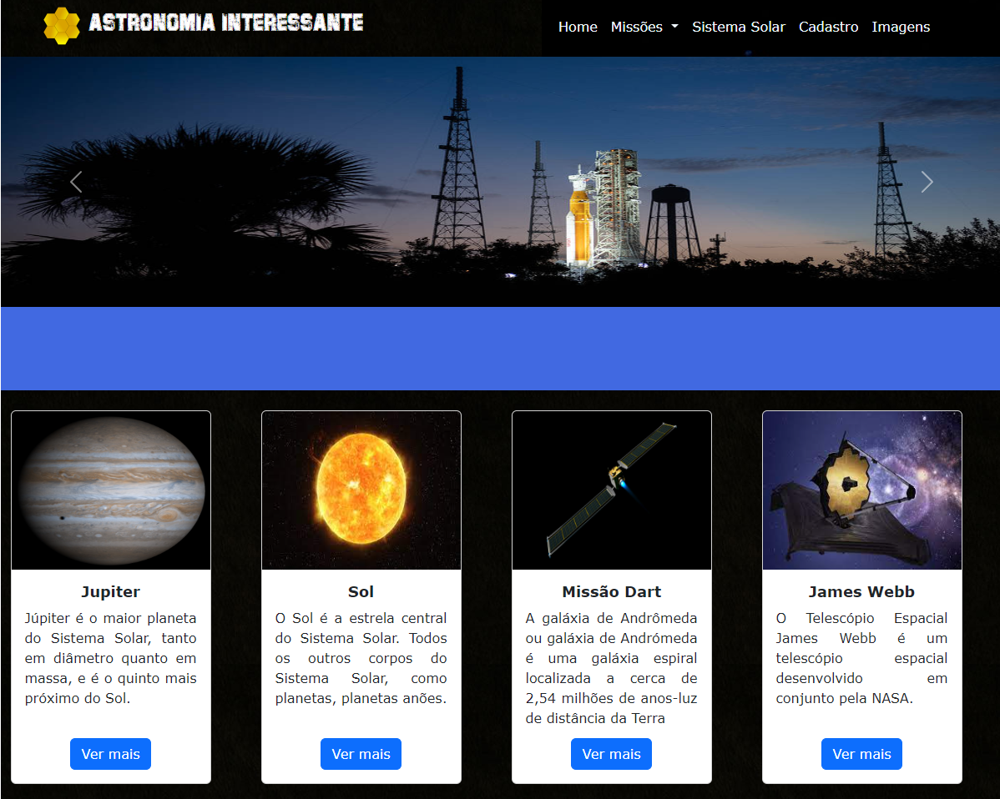 ASTRONOMIA INTERESSANTE
Home Missões Sistema Solar Cadastro Imagens
Jupiter
Júpiter é o maior planeta
do Sistema Solar, tanto
em diâmetro quanto em
massa, e é o quinto mais
próximo do Sol.
Ver mais
Sol
O Sol é a estrela central
do Sistema Solar. Todos
os outros corpos do
Sistema Solar, como
planetas, planetas anões.
Ver mais
Missão Dart
A galáxia de Andrômeda
ou galáxia de Andrómeda
é uma galáxia espiral
localizada a cerca de
2,54 milhões de anos-luz
de distância da Terra
Ver mais
James Webb
O Telescópio Espacial
James Webb é um
telescópio espacial
desenvolvido em
conjunto pela NASA.
Ver mais